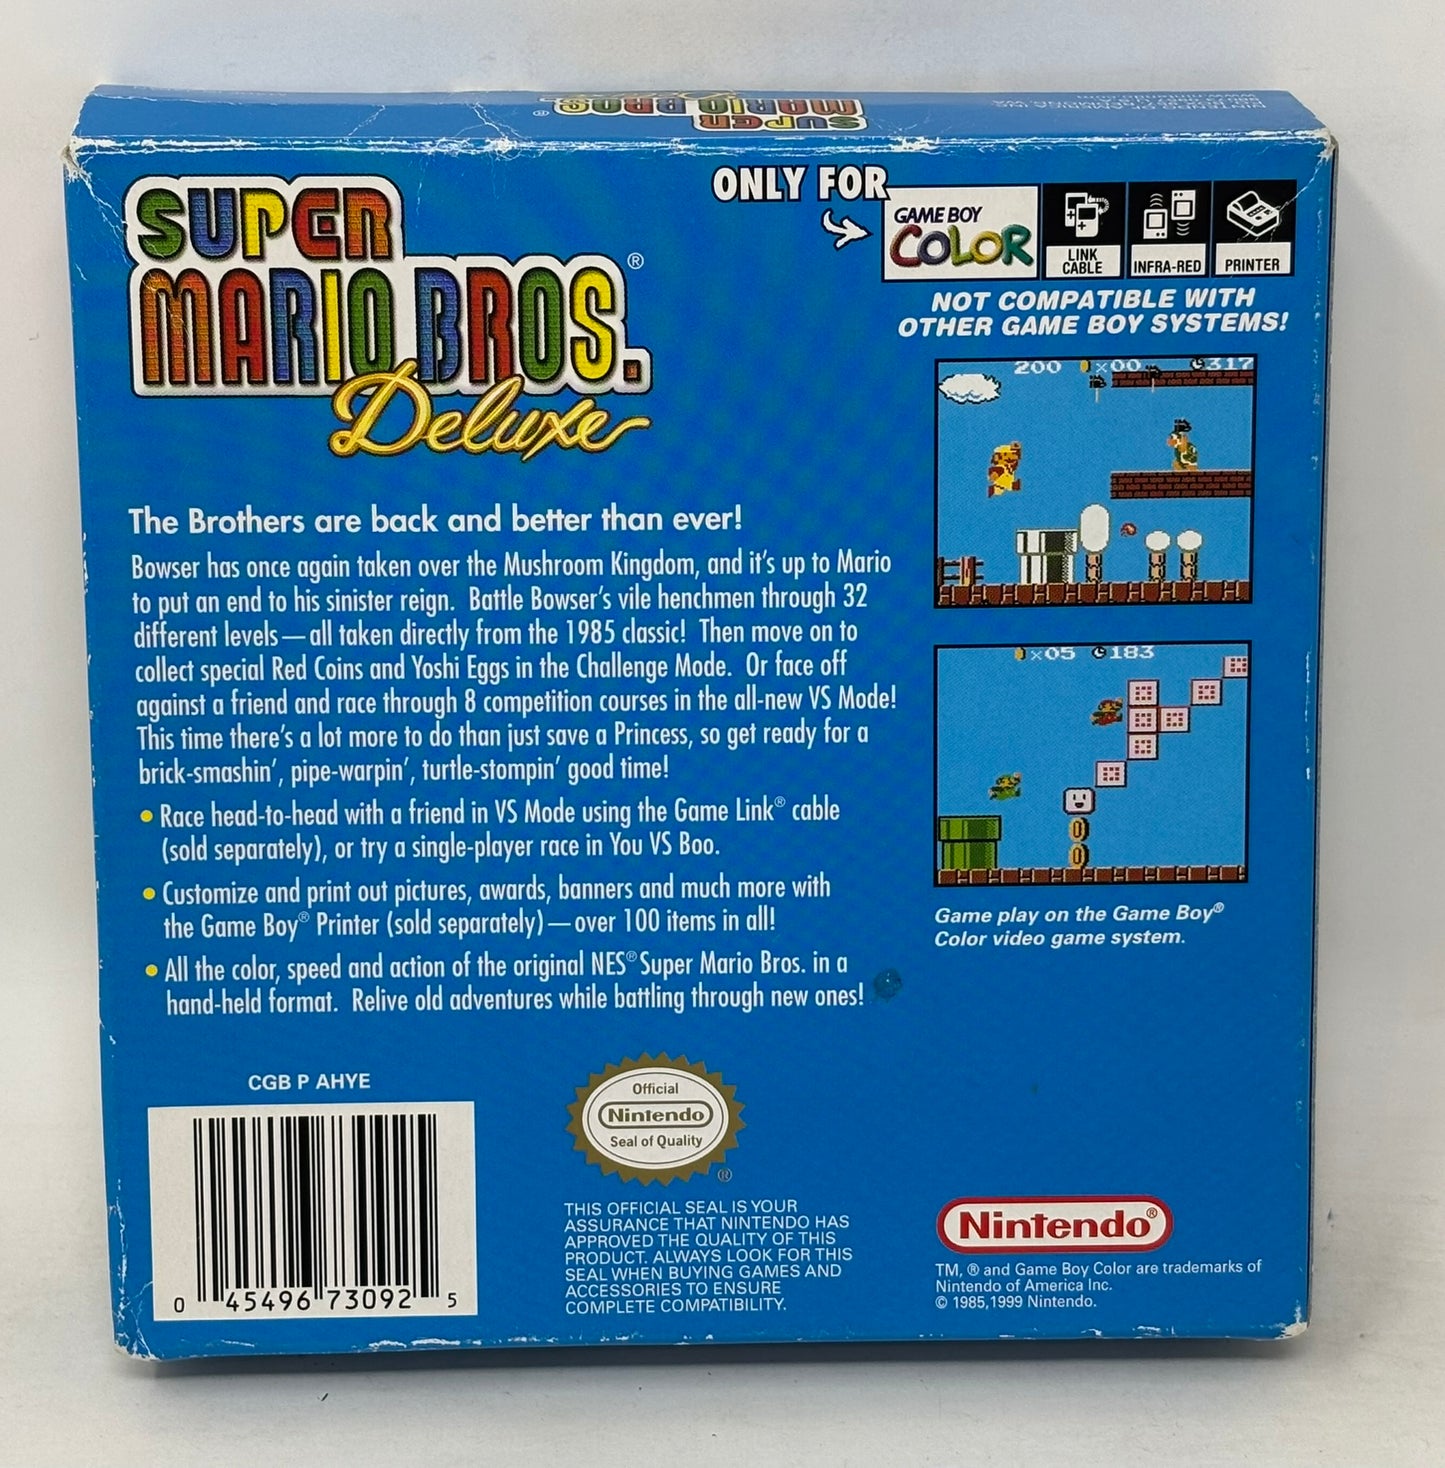 SUPER
MARIO BROS®
SUPER
MARIO BROS.®
Deluxe
ONLY FOR
GAME BOY
COLOR
LINK
CABLE
INFRA-RED
PRINTER
NOT COMPATIBLE WITH
OTHER GAME BOY SYSTEMS!
200 ×00 317
The Brothers are back and better than ever!
Bowser has once again taken over the Mushroom Kingdom, and it's up to Mario
to put an end to his sinister reign. Battle Bowser's vile henchmen through 32
different levels—all taken directly from the 1985 classic! Then move on to
collect special Red Coins and Yoshi Eggs in the Challenge Mode. Or face off
against a friend and race through 8 competition courses in the all-new VS Mode!
This time there's a lot more to do than just save a Princess, so get ready for a
brick-smashin', pipe-warpin', turtle-stompin' good time!
• Race head-to-head with a friend in VS Mode using the Game Link® cable
(sold separately), or try a single-player race in You VS Boo.
• Customize and print out pictures, awards, banners and much more with
the Game Boy® Printer (sold separately)—over 100 items in all!
• All the color, speed and action of the original NES® Super Mario Bros. in a
hand-held format. Relive old adventures while battling through new ones!
×05 183
Game play on the Game Boy®
Color video game system.
CGB P AHYE
0 45496 73092 5
Official
Nintendo
Seal of Quality
®
THIS OFFICIAL SEAL IS YOUR
ASSURANCE THAT NINTENDO HAS
APPROVED THE QUALITY OF THIS
PRODUCT. ALWAYS LOOK FOR THIS
SEAL WHEN BUYING GAMES AND
ACCESSORIES TO ENSURE
COMPLETE COMPATIBILITY.
Nintendo®
TM, ® and Game Boy Color are trademarks of
Nintendo of America Inc.
© 1985,1999 Nintendo.